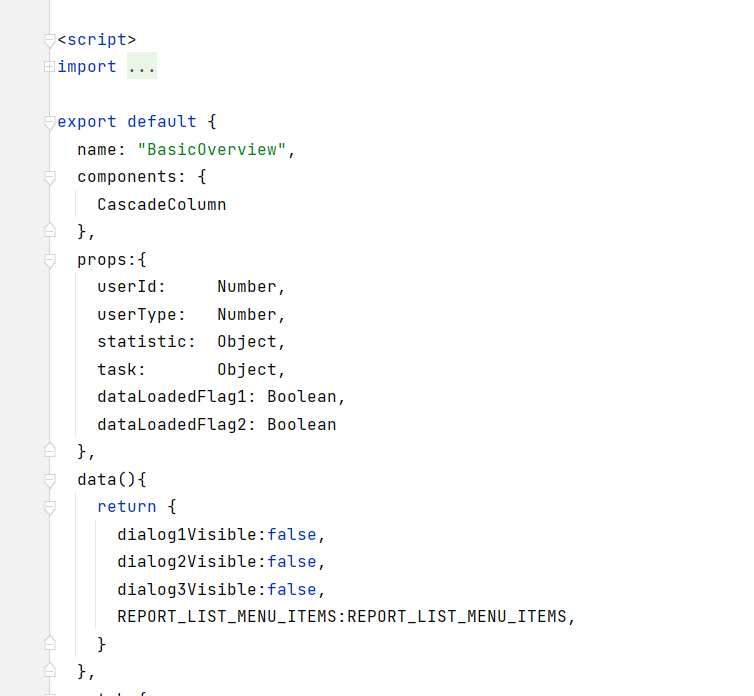 <script>
import ...
export default {
  name: "BasicOverview",
  components: {
    CascadeColumn
  },
  props:{
    userId:     Number,
    userType:   Number,
    statistic:  Object,
    task:       Object,
    dataLoadedFlag1: Boolean,
    dataLoadedFlag2: Boolean
  },
  data(){
    return {
      dialog1Visible:false,
      dialog2Visible:false,
      dialog3Visible:false,
      REPORT_LIST_MENU_ITEMS:REPORT_LIST_MENU_ITEMS,
    }
  },